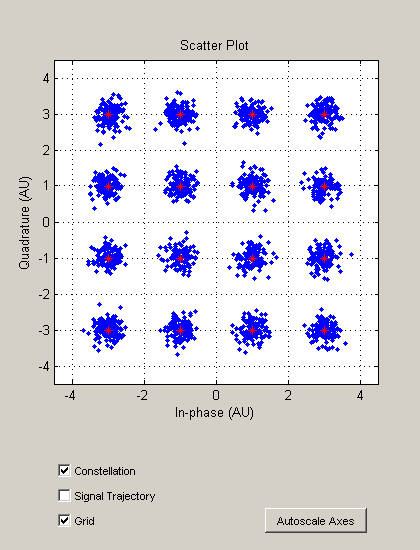 Scatter Plot
4
3
2
1
0
-1
-2
-3
-4
Quadrature (AU)
-4 -2 0 2 4
In-phase (AU)
Constellation
Signal Trajectory
Grid
Autoscale Axes